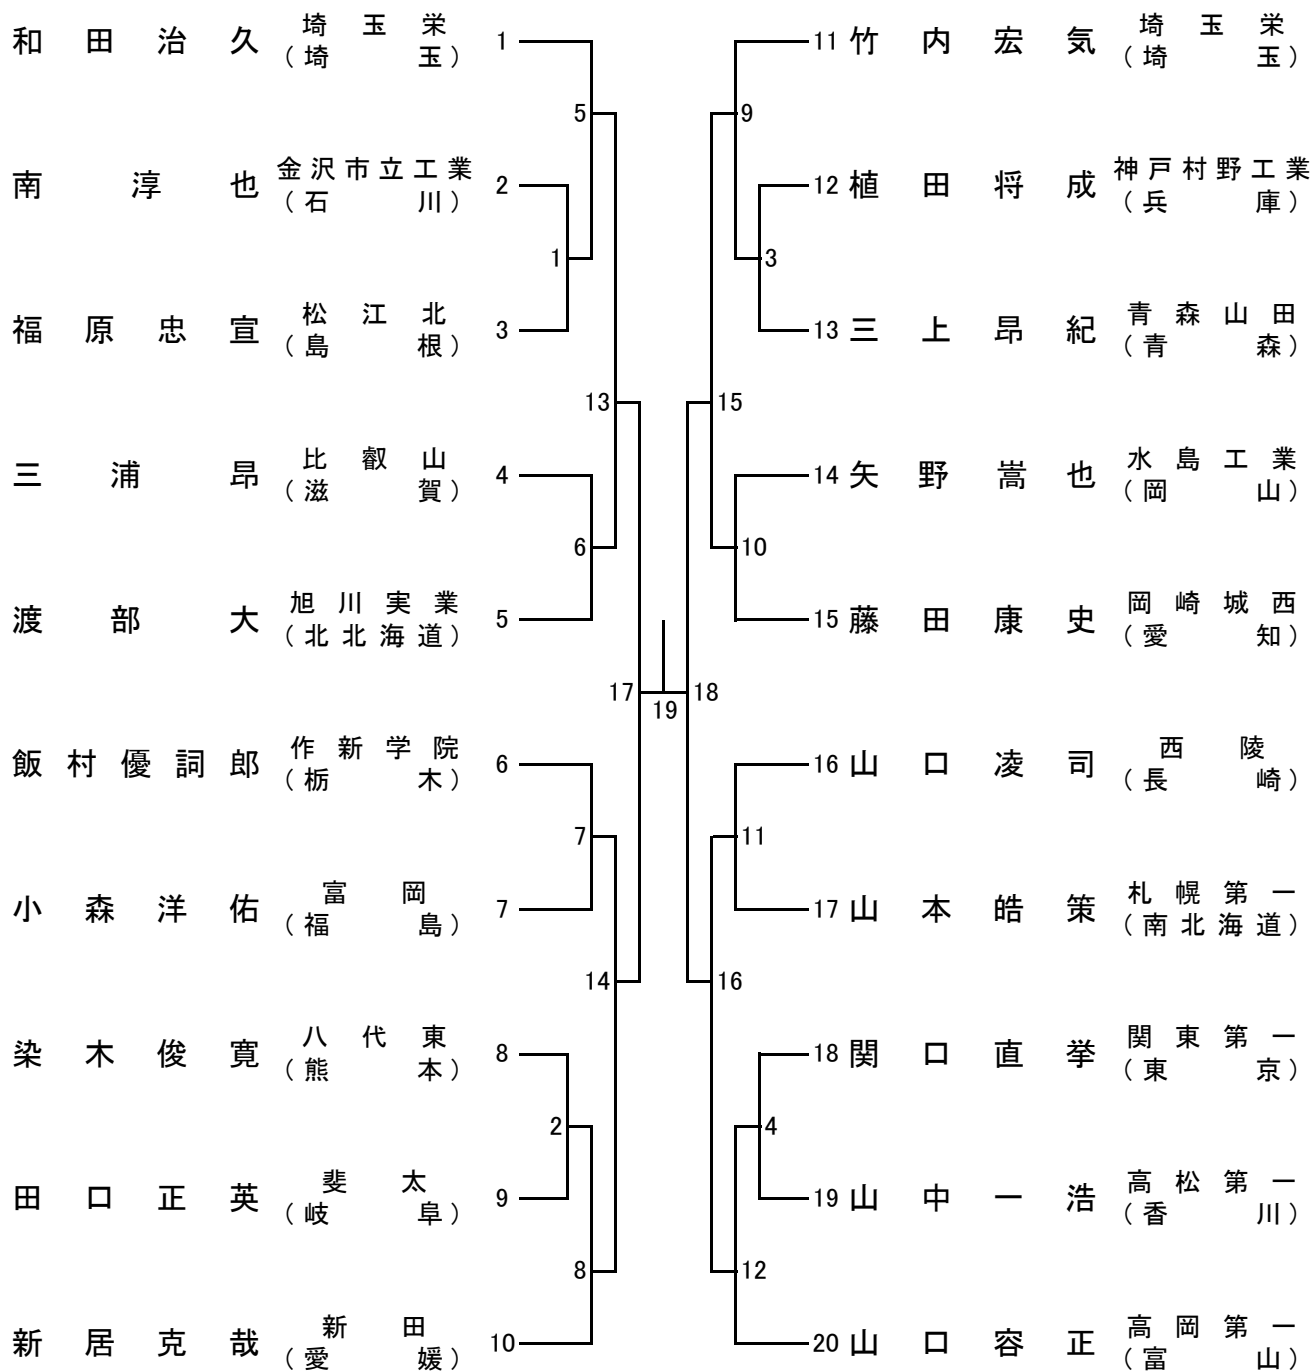 和田治久 埼玉栄 1 11 竹内宏気 埼玉栄
(埼玉) (埼玉)
5 9
南淳也 金沢市立工業 2 12 植田将成 神戸村野工業
(石川) (兵庫)
1 3
福原忠宣 松江北 3 13 三上昂紀 青森山田
(島根) (青森)
13 15
三浦昂 比叡山 4 14 矢野嵩也 水島工業
(滋賀) (岡山)
6 10
渡部大 旭川実業 5 15 藤田康史 岡崎城西
(北北海道) (愛知)
17 18
19
飯村優詞郎 作新学院 6 16 山口凌司 西陵
(栃木) (長崎)
7 11
小森洋佑 富岡 7 17 山本皓策 札幌第一
(福島) (南北海道)
14 16
染木俊寛 八代東 8 18 関口直挙 関東第一
(熊本) (東京)
2 4
田口正英 斐太 9 19 山中一浩 高松第一
(岐阜) (香川)
8 12
新居克哉 新田 10 20 山口容正 高岡第一
(愛媛) (富山)